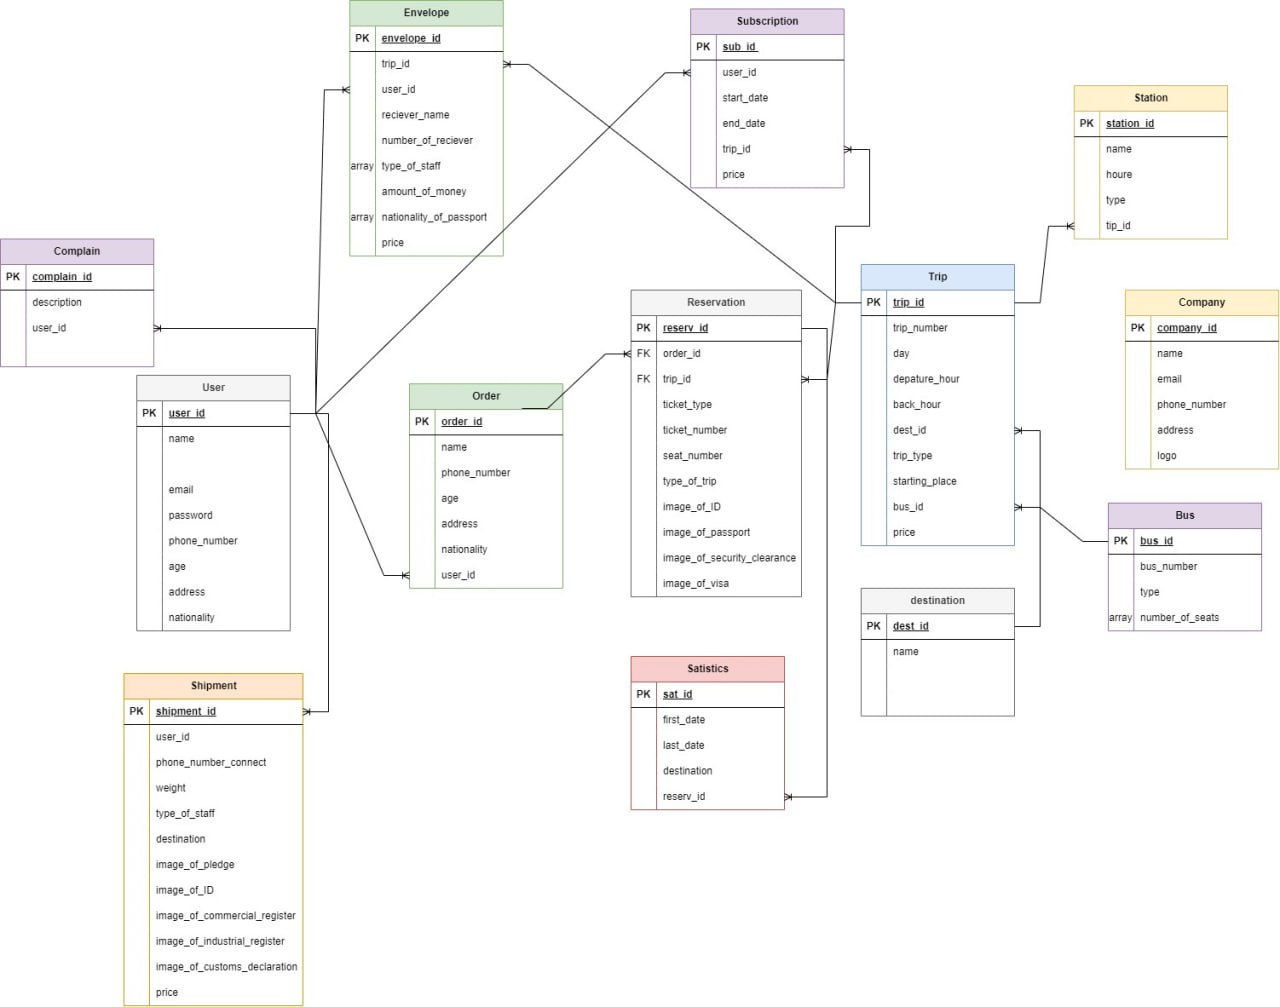 Envelope
PK envelope_id
trip_id
user_id
reciever_name
number_of_reciever
array type_of_staff
amount_of_money
array nationality_of_passport
price
Subscription
PK sub_id
user_id
start_date
end_date
trip_id
price
Station
PK station_id
name
houre
type
tip_id
Complain
PK complain_id
description
user_id
User
PK user_id
name
email
password
phone_number
age
address
nationality
Order
PK order_id
name
phone_number
age
address
nationality
user_id
Reservation
PK reserv_id
FK order_id
FK trip_id
ticket_type
ticket_number
seat_number
type_of_trip
image_of_ID
image_of_passport
image_of_security_clearance
image_of_visa
Trip
PK trip_id
trip_number
day
depature_hour
back_hour
dest_id
trip_type
starting_place
bus_id
price
Company
PK company_id
name
email
phone_number
address
logo
Bus
PK bus_id
bus_number
type
array number_of_seats
destination
PK dest_id
name
Satistics
PK sat_id
first_date
last_date
destination
reserv_id
Shipment
PK shipment_id
user_id
phone_number_connect
weight
type_of_staff
destination
image_of_pledge
image_of_ID
image_of_commercial_register
image_of_industrial_register
image_of_customs_declaration
price